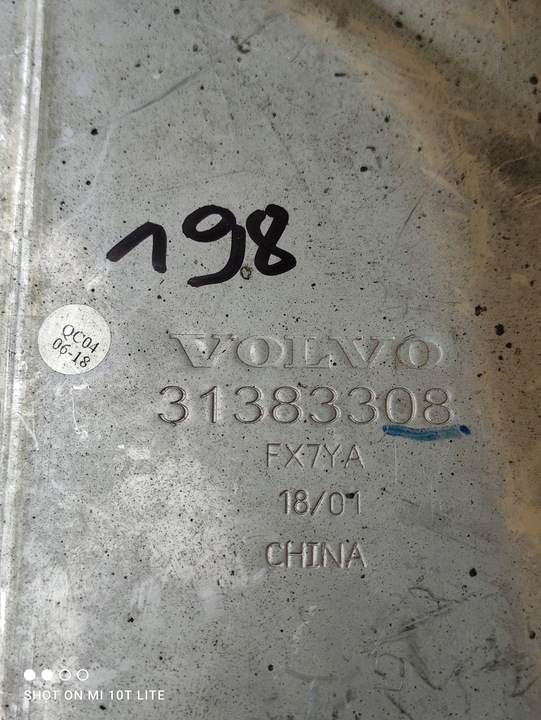 198
QC04
06-18
VOLVO
31383308
FX7YA
18/01
CHINA
SHOT ON MI 10T LITE